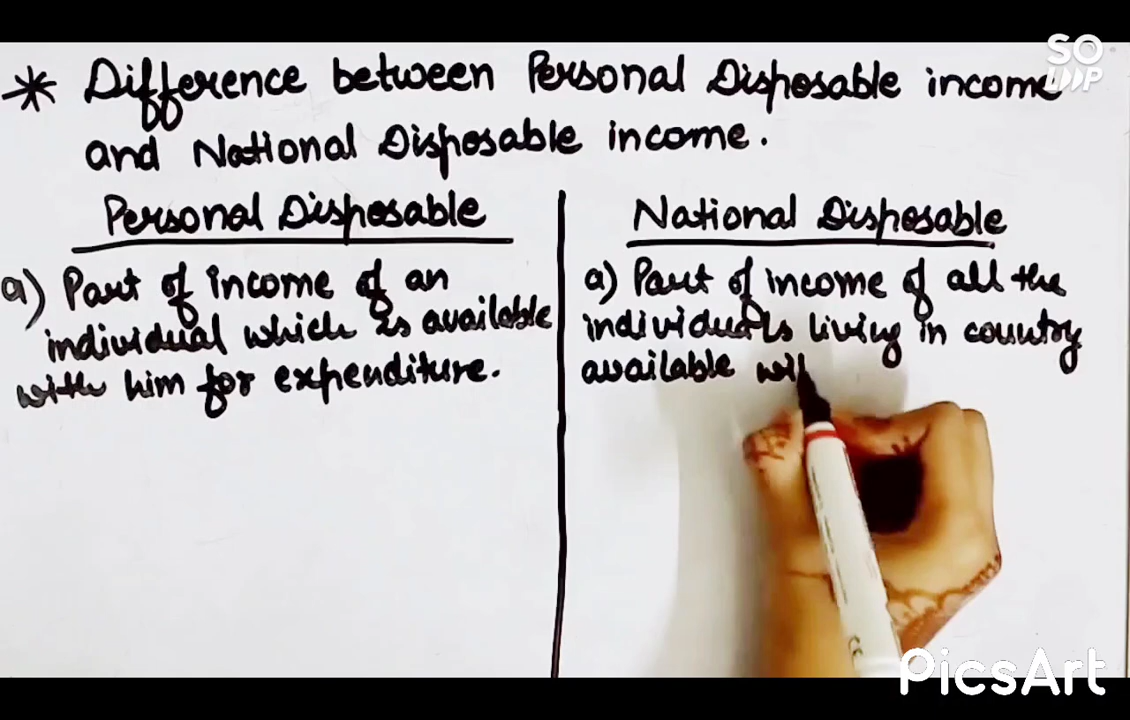 SO
* Difference between Personal Disposable income
and National Disposable income.
Personal Disposable
a) Part of income of an
individual which is available
with him for expenditure.
National Disposable
a) Part of income of all the
individuals living in country
available wi
PicsArt